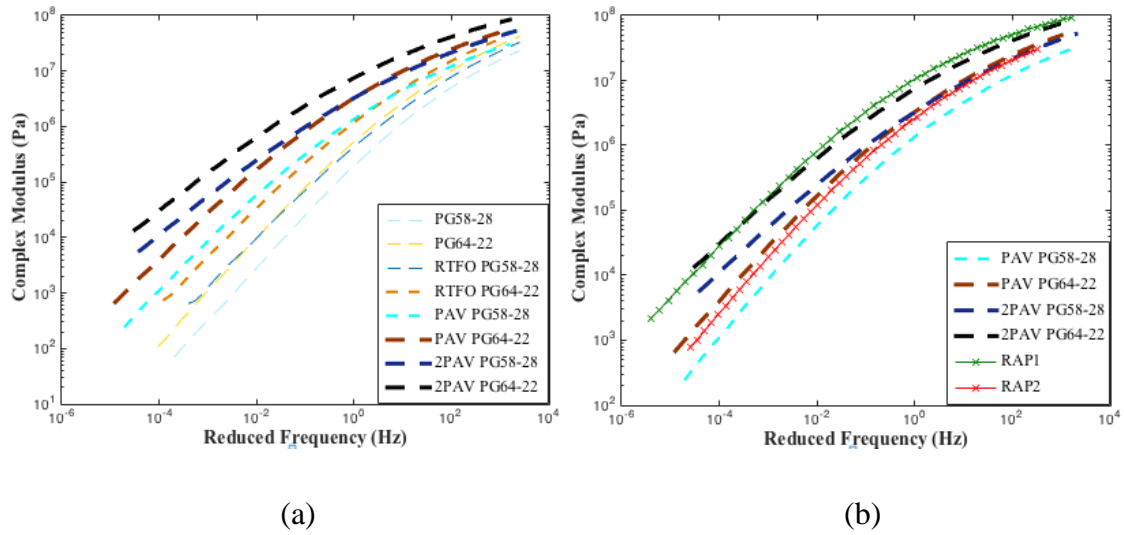 10^8
10^7
10^6
10^5
10^4
10^3
10^2
10^1
Complex Modulus (Pa)
PG58-28
PG64-22
RTFO PG58-28
RTFO PG64-22
PAV PG58-28
PAV PG64-22
2PAV PG58-28
2PAV PG64-22
10^-6
10^-4
10^-2
10^0
10^2
10^4
Reduced Frequency (Hz)
(a)
10^8
10^7
10^6
10^5
10^4
10^3
10^2
Complex Modulus (Pa)
PAV PG58-28
PAV PG64-22
2PAV PG58-28
2PAV PG64-22
RAP1
RAP2
10^-6
10^-4
10^-2
10^0
10^2
10^4
Reduced Frequency (Hz)
(b)